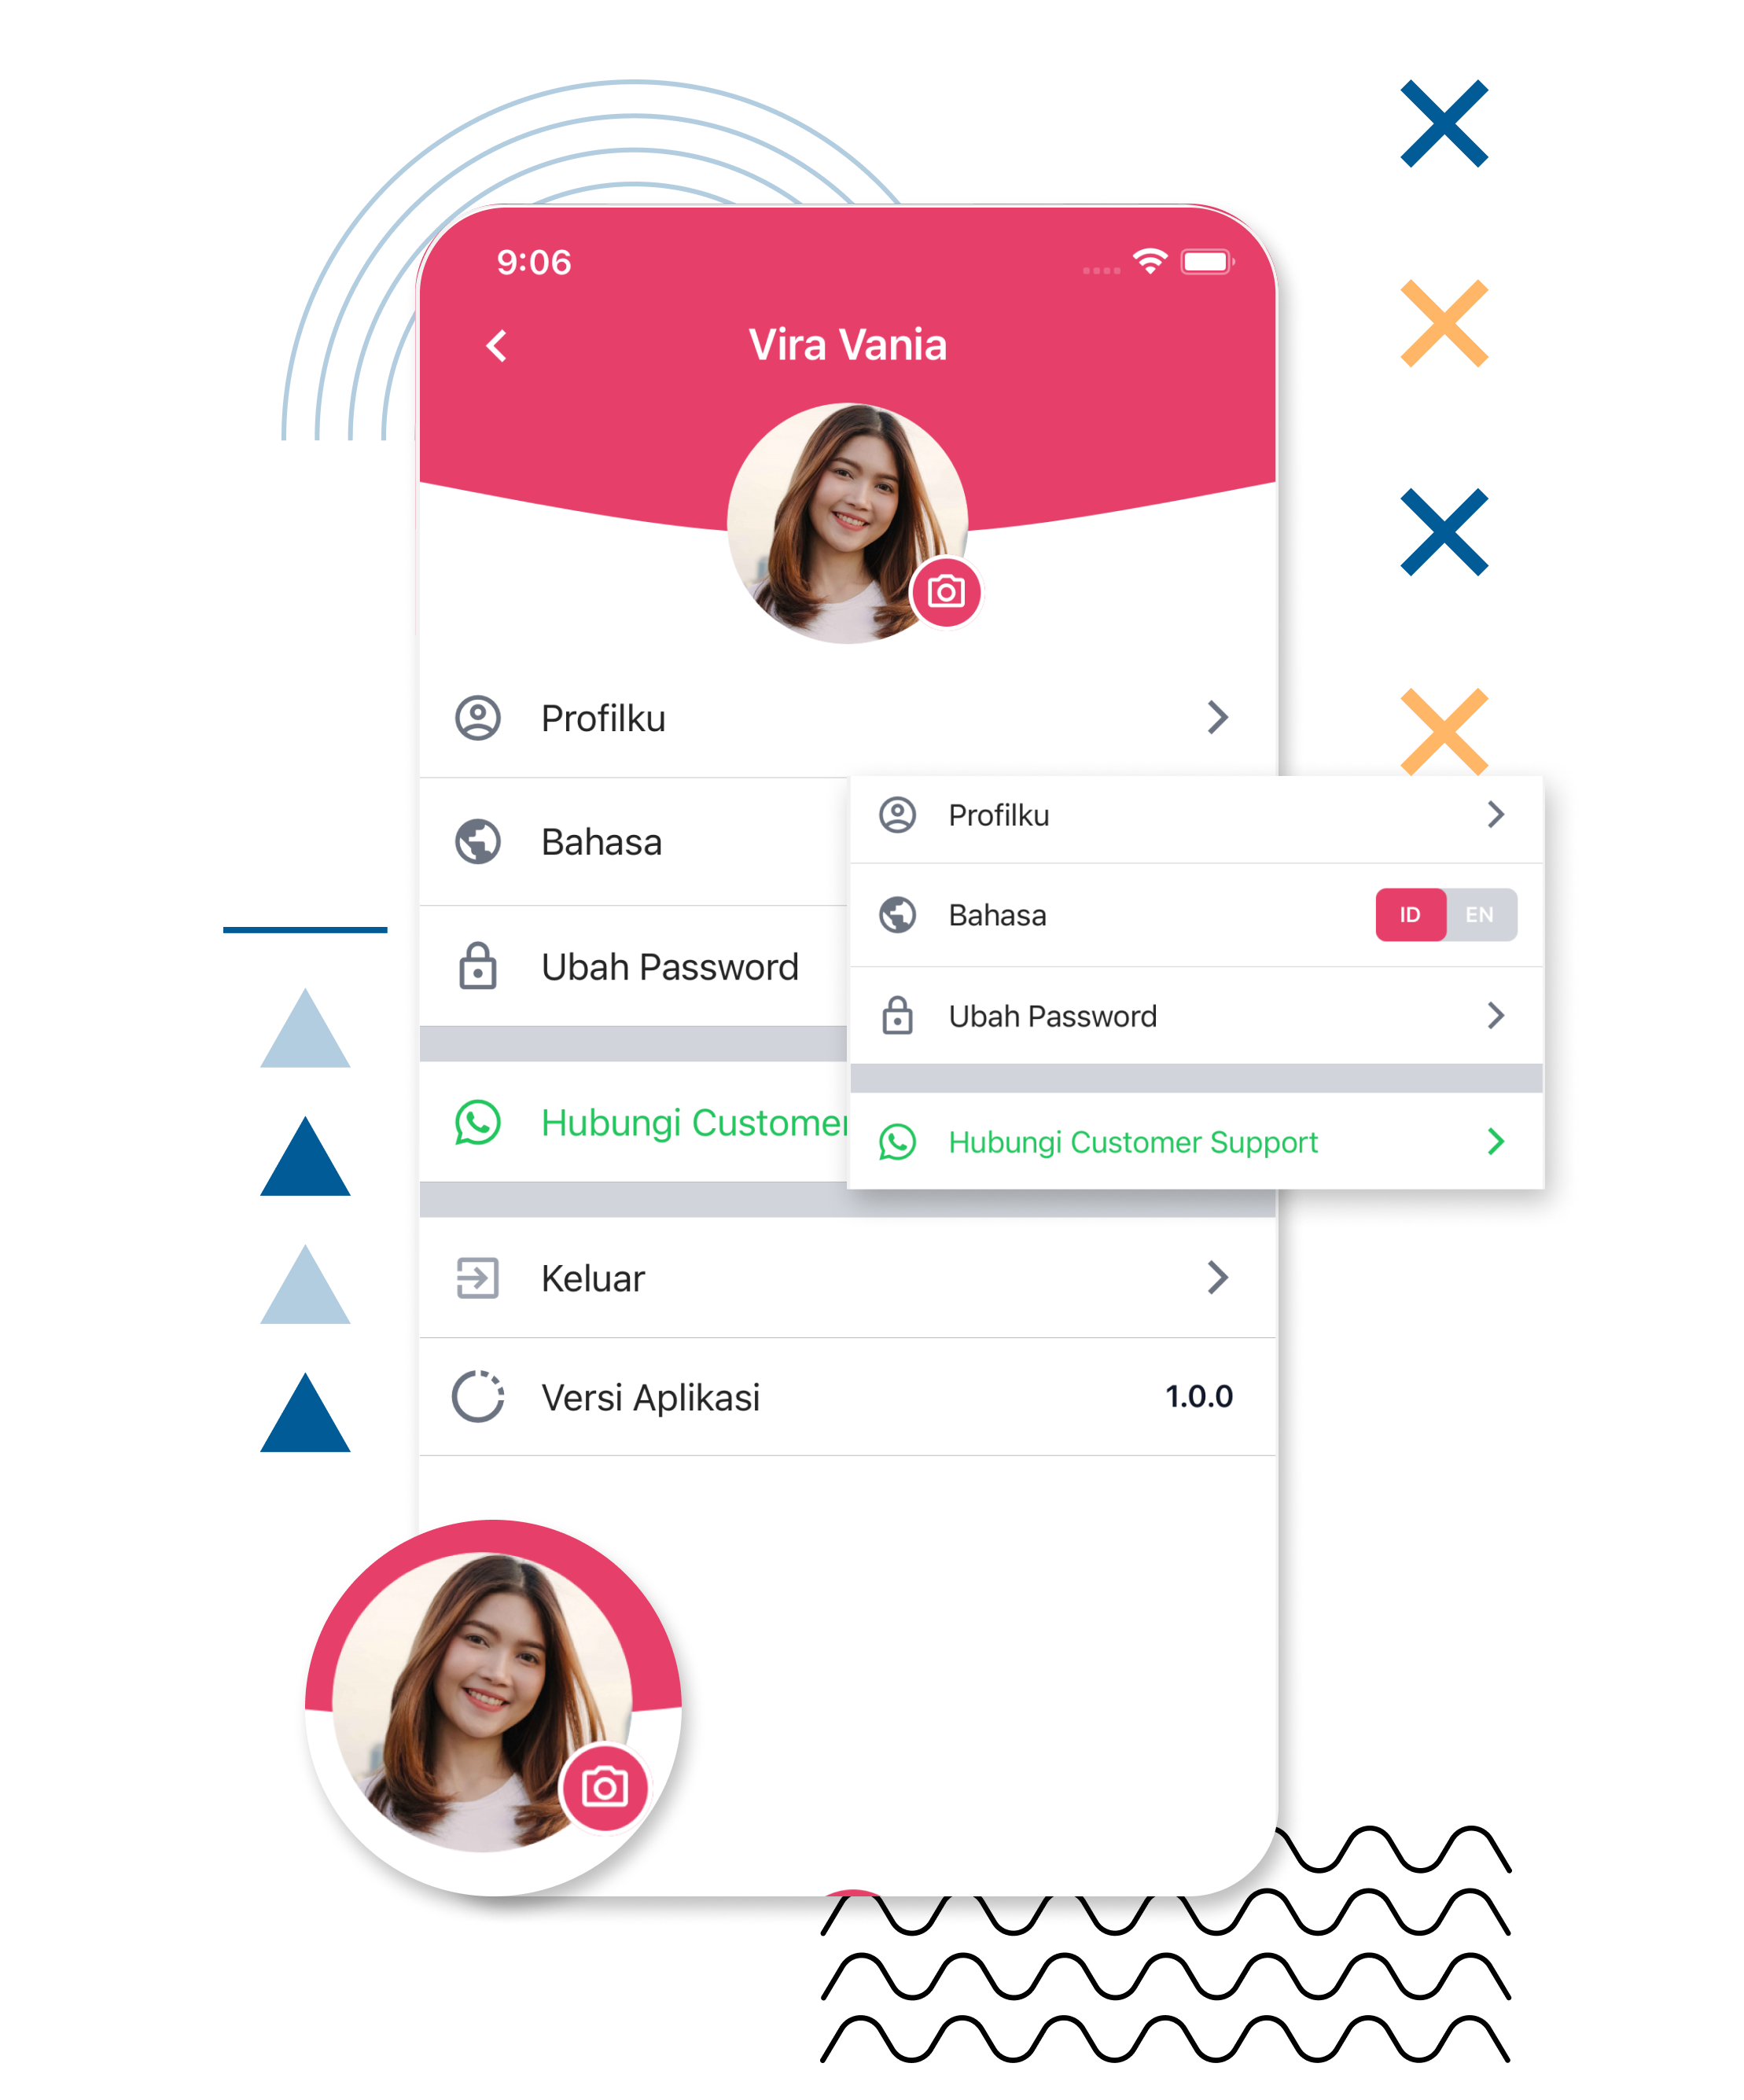 9:06
Vira Vania
Profilku
Bahasa
Ubah Password
Hubungi Customer
Keluar
Versi Aplikasi 1.0.0
Profilku
Bahasa ID EN
Ubah Password
Hubungi Customer Support